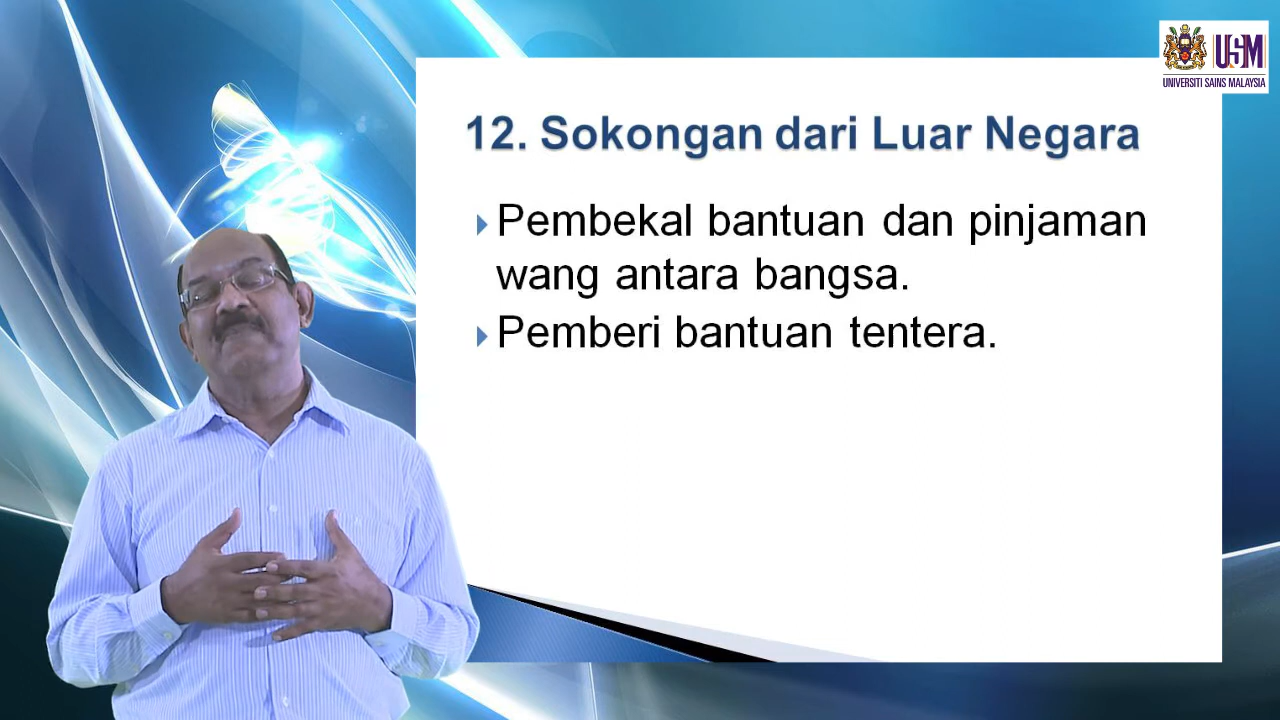 USM
UNIVERSITI SAINS MALAYSIA
12. Sokongan dari Luar Negara
Pembekal bantuan dan pinjaman
wang antara bangsa.
Pemberi bantuan tentera.